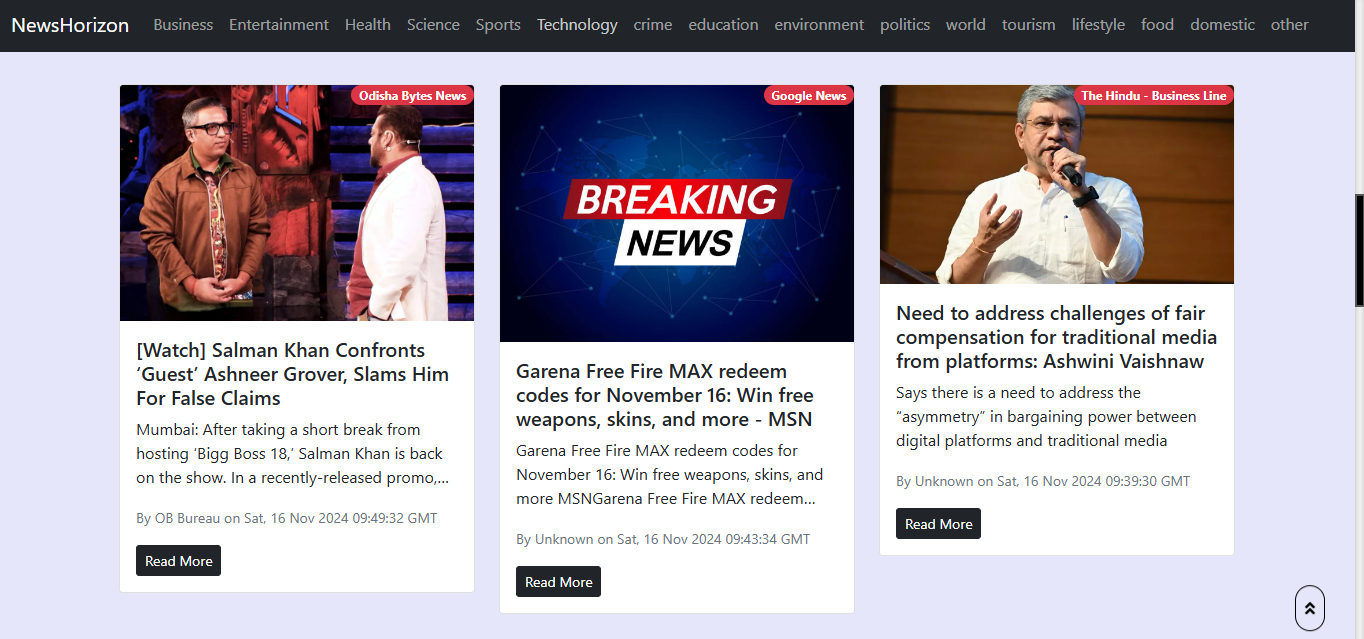 NewsHorizon Business Entertainment Health Science Sports Technology crime education environment politics world tourism lifestyle food domestic other
Odisha Bytes News
[Watch] Salman Khan Confronts
‘Guest’ Ashneer Grover, Slams Him
For False Claims
Mumbai: After taking a short break from
hosting ‘Bigg Boss 18,’ Salman Khan is back
on the show. In a recently-released promo,...
By OB Bureau on Sat, 16 Nov 2024 09:49:32 GMT
Read More
Google News
BREAKING
NEWS
Garena Free Fire MAX redeem
codes for November 16: Win free
weapons, skins, and more - MSN
Garena Free Fire MAX redeem codes for
November 16: Win free weapons, skins, and
more MSNGarena Free Fire MAX redeem...
By Unknown on Sat, 16 Nov 2024 09:43:34 GMT
Read More
The Hindu - Business Line
Need to address challenges of fair
compensation for traditional media
from platforms: Ashwini Vaishnaw
Says there is a need to address the
“asymmetry” in bargaining power between
digital platforms and traditional media
By Unknown on Sat, 16 Nov 2024 09:39:30 GMT
Read More